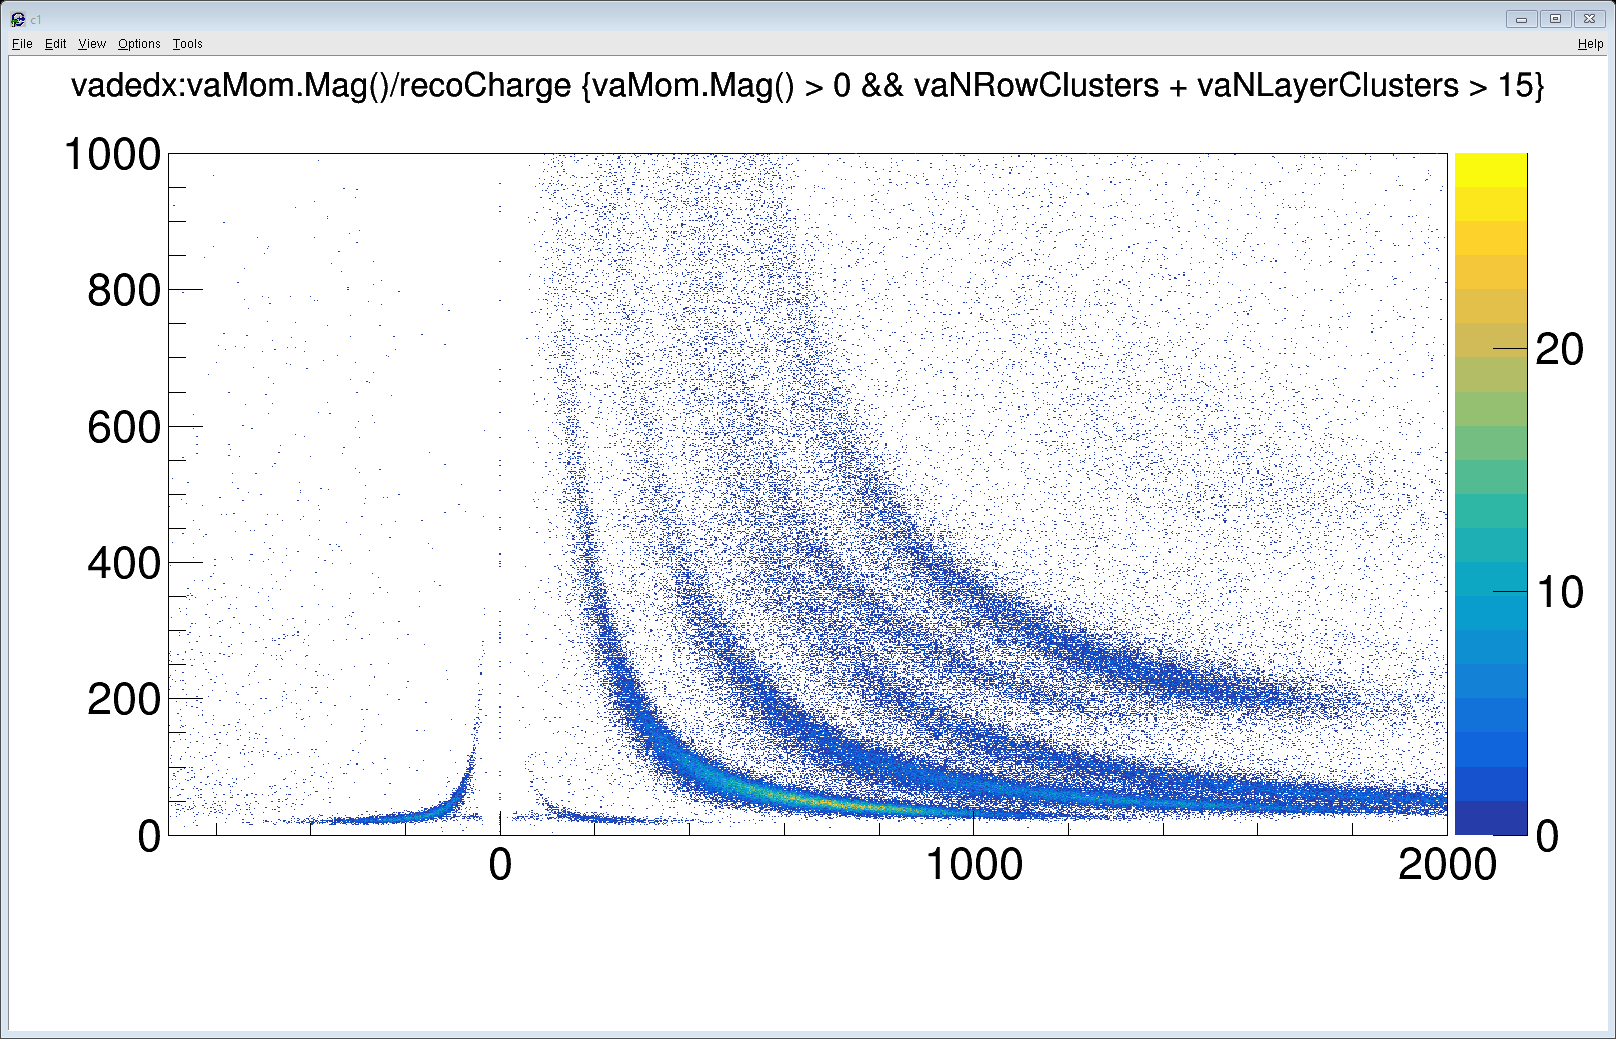 c1
File Edit View Options Tools Help
vadedx:vaMom.Mag()/recoCharge {vaMom.Mag() > 0 && vaNRowClusters + vaNLayerClusters > 15}
1000
800
600
400
200
0
0 1000 2000
20
10
0